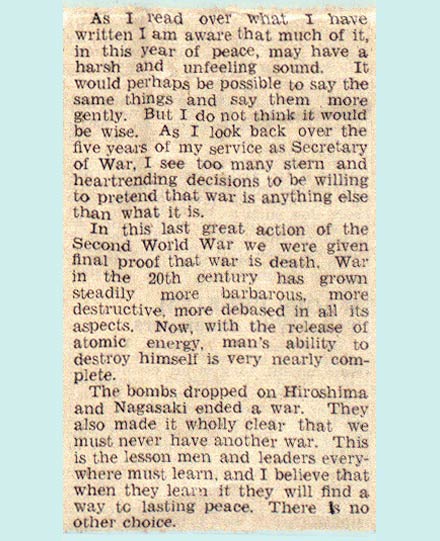 As I read over what I have
written I am aware that much of it,
in this year of peace, may have a
harsh and unfeeling sound. It
would perhaps be possible to say the
same things and say them more
gently. But I do not think it would
be wise. As I look back over the
five years of my service as Secretary
of War, I see too many stern and
heartrending decisions to be willing
to pretend that war is anything else
than what it is.
In this last great action of the
Second World War we were given
final proof that war is death. War
in the 20th century has grown
steadily more barbarous, more
destructive, more debased in all its
aspects. Now, with the release of
atomic energy, man's ability to
destroy himself is very nearly com-
plete.
The bombs dropped on Hiroshima
and Nagasaki ended a war. They
also made it wholly clear that we
must never have another war. This
is the lesson men and leaders every-
where must learn, and I believe that
when they learn it they will find a
way to lasting peace. There is no
other choice.